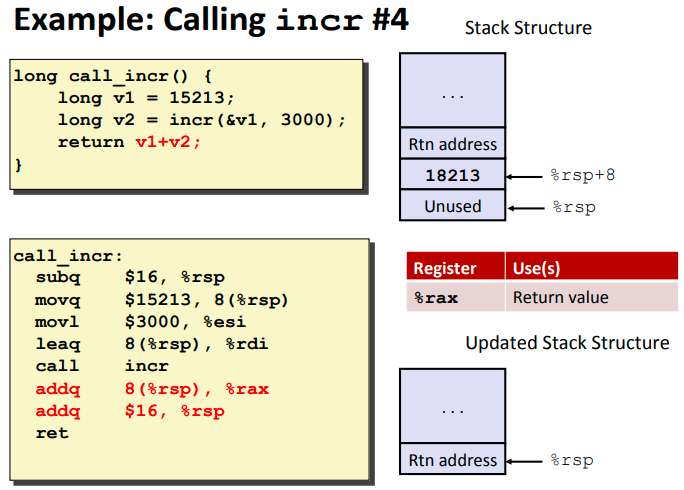 Example: Calling incr #4
long call_incr() {
    long v1 = 15213;
    long v2 = incr(&v1, 3000);
    return v1+v2;
}
call_incr:
  subq    $16, %rsp
  movq    $15213, 8(%rsp)
  movl    $3000, %esi
  leaq    8(%rsp), %rdi
  call    incr
  addq    8(%rsp), %rax
  addq    $16, %rsp
  ret
Stack Structure
...
Rtn address
18213 %rsp+8
Unused %rsp
Register Use(s)
%rax Return value
Updated Stack Structure
...
Rtn address %rsp